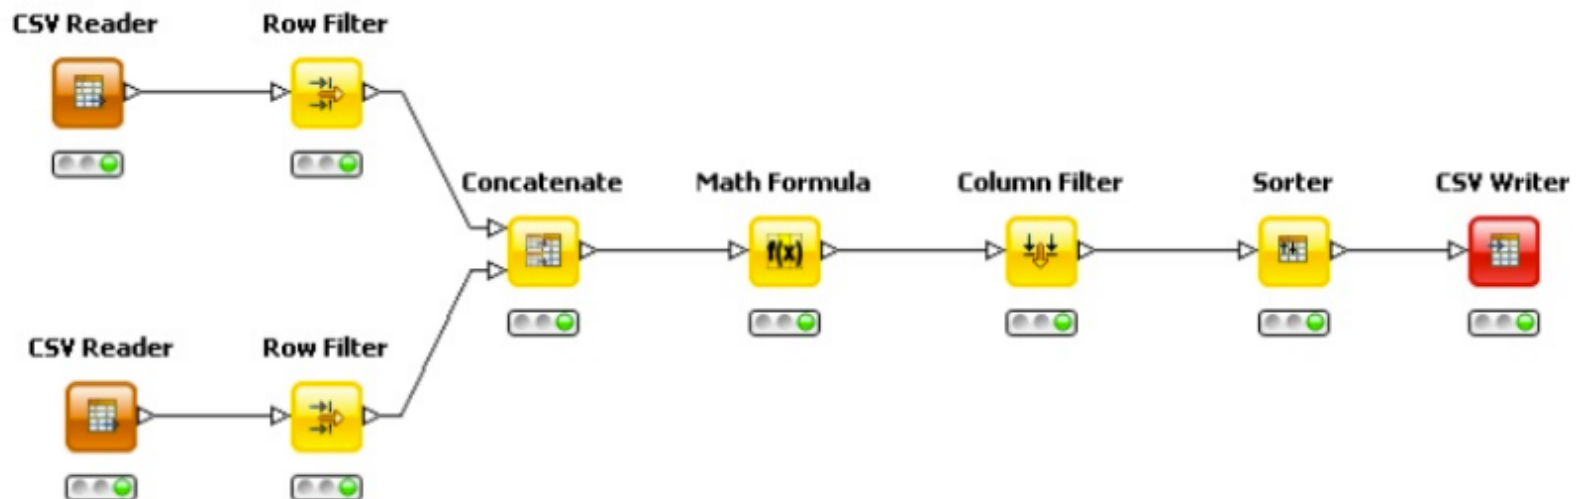 CSV Reader
Row Filter
Concatenate
Math Formula
Column Filter
Sorter
CSV Writer
f(x)
CSV Reader
Row Filter